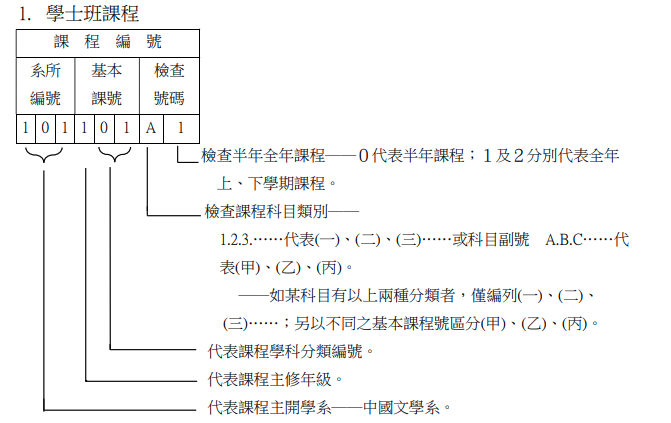 1. 學士班課程
課 程 編 號
系所 基本 檢查
編號 課號 號碼
1 0 1 1 0 1 A 1
檢查半年全年課程──０代表半年課程；１及２分別代表全年
上、下學期課程。
檢查課程科目類別──
1.2.3.⋯⋯代表(一)、(二)、(三)⋯⋯或科目副號　A.B.C⋯⋯代
表(甲)、(乙)、(丙)。
──如某科目有以上兩種分類者，僅編列(一)、(二)、
(三)⋯⋯；另以不同之基本課程號區分(甲)、(乙)、(丙)。
代表課程學科分類編號。
代表課程主修年級。
代表課程主開學系──中國文學系。